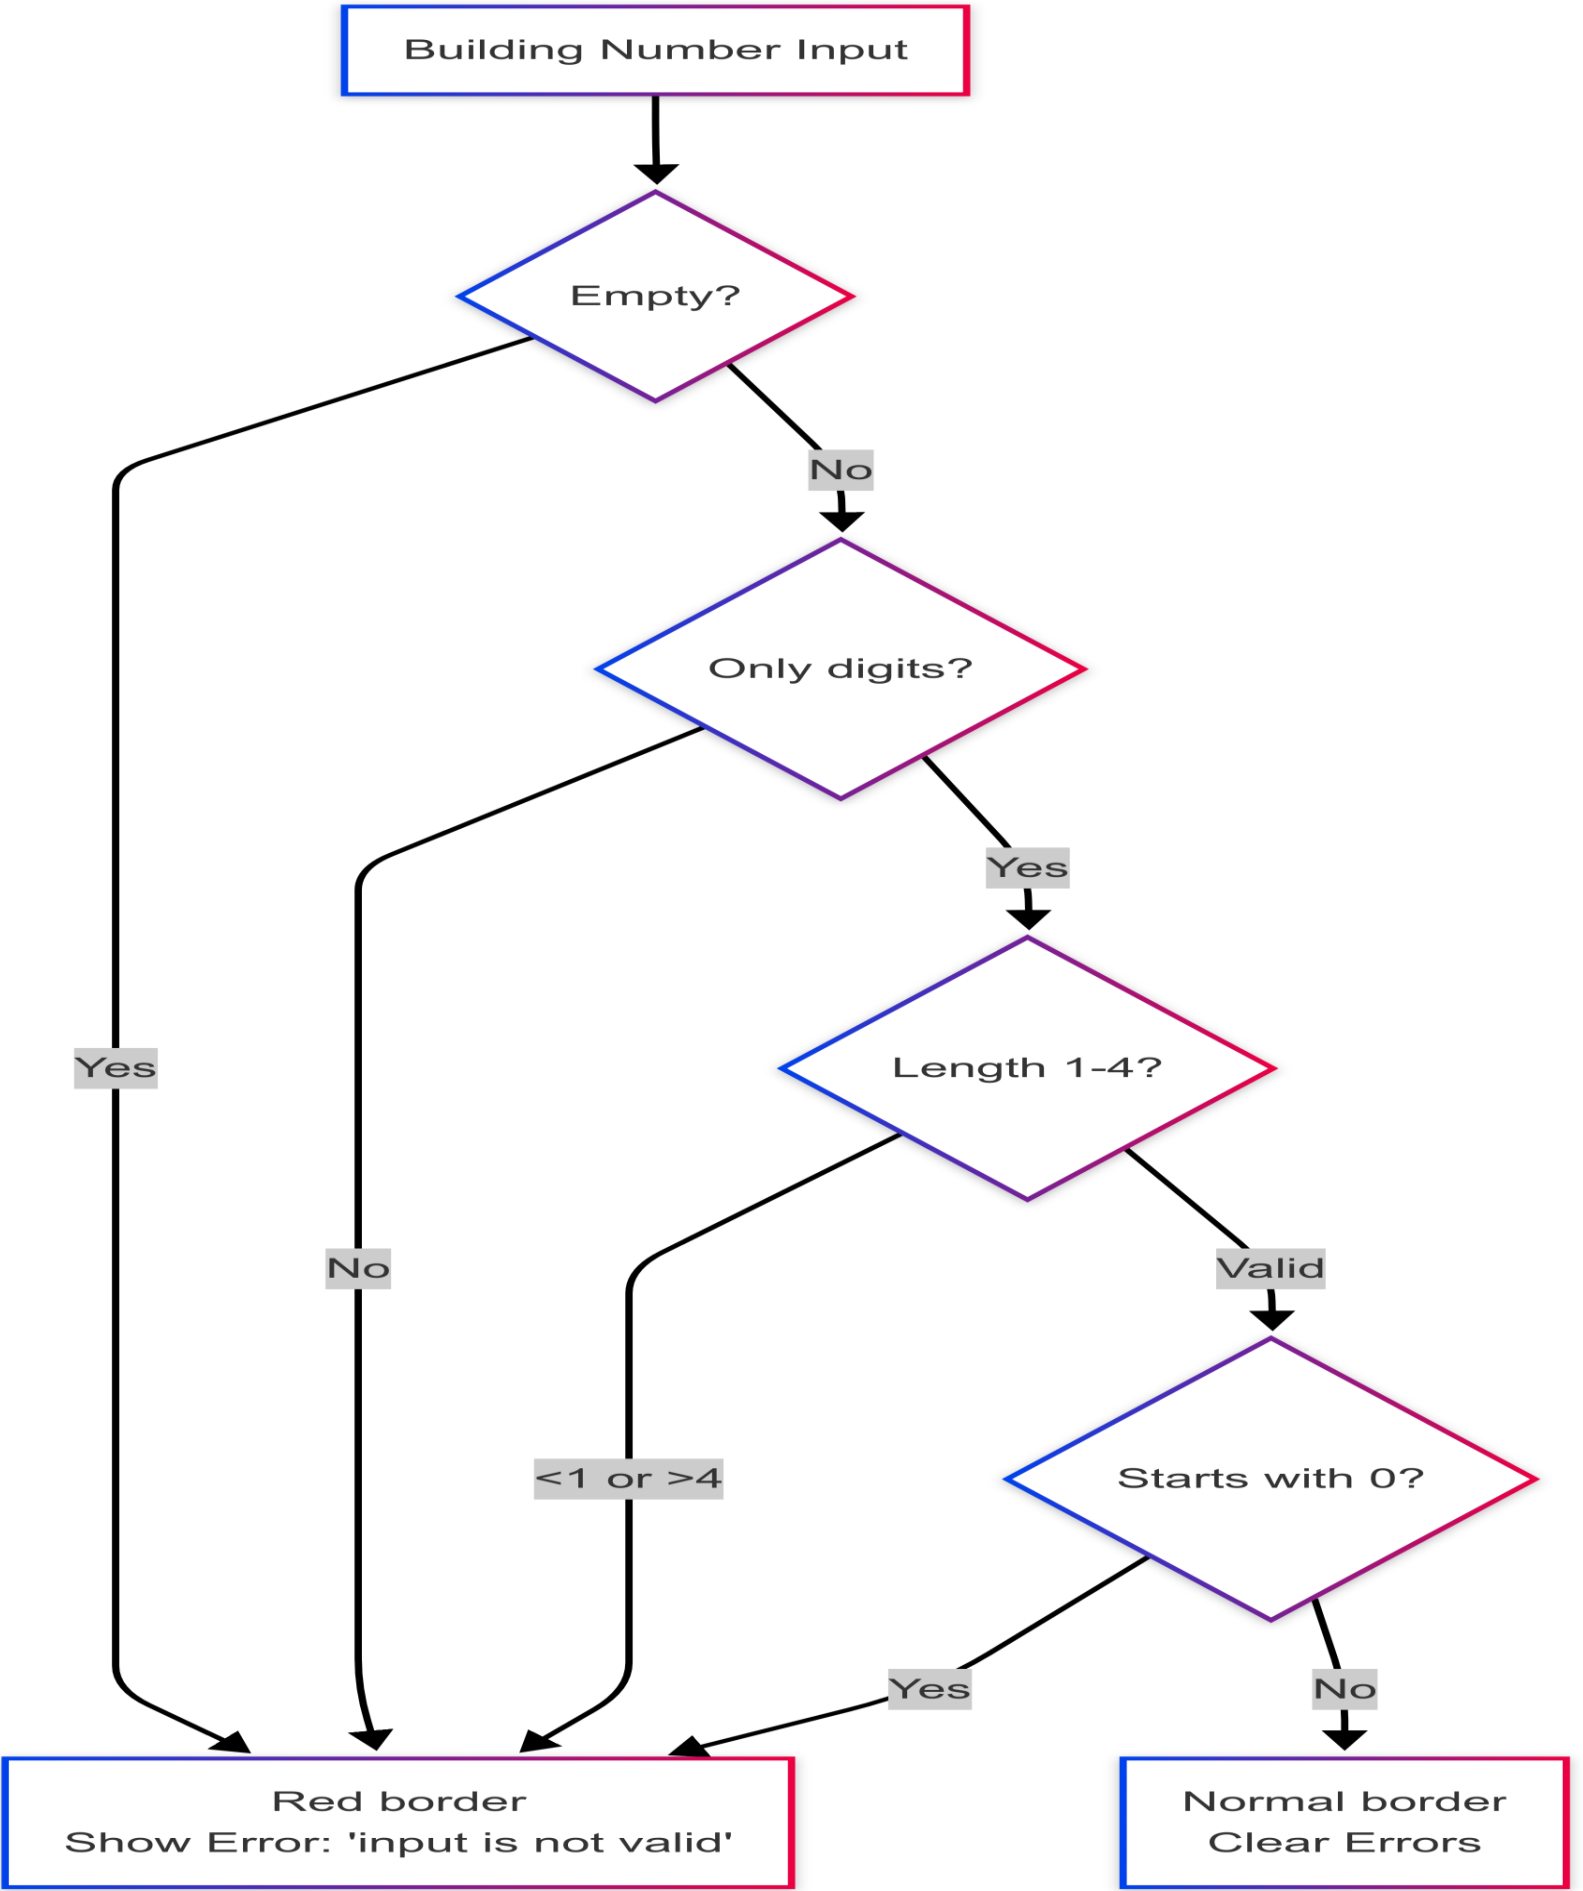 Building Number Input
Empty?
No
Only digits?
Yes
Length 1-4?
Yes
No
Valid
<1 or >4
Starts with 0?
Yes
No
Red border
Show Error: 'input is not valid'
Normal border
Clear Errors